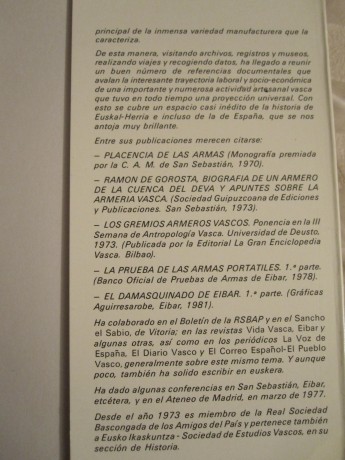 principal de la inmensa variedad manufacturera que la
caracteriza.
De esta manera, visitando archivos, registros y museos,
realizando viajes y recogiendo datos, ha llegado a reunir
un buen número de referencias documentales que
avalan la interesante trayectoria laboral y socio-económica
de una importante y numerosa actividad artesanal vasca
que tuvo en todo tiempo una proyección universal. Con
esto se cubre un espacio casi inédito de la historia de
Euskal-Herria e incluso de la de España, que se nos
antoja muy brillante.
Entre sus publicaciones merecen citarse:
— PLACENCIA DE LAS ARMAS (Monografía premiada
por la C. A. M. de San Sebastián, 1970).
— RAMON DE GOROSTA, BIOGRAFIA DE UN ARMERO
DE LA CUENCA DEL DEVA Y APUNTES SOBRE LA
ARMERIA VASCA. (Sociedad Guipuzcoana de Ediciones
y Publicaciones. San Sebastián, 1973).
— LOS GREMIOS ARMEROS VASCOS. Ponencia en la III
Semana de Antropología Vasca. Universidad de Deusto,
1973. (Publicada por la Editorial La Gran Enciclopedia
Vasca. Bilbao).
— LA PRUEBA DE LAS ARMAS PORTATILES. 1.ª parte.
(Banco Oficial de Pruebas de Armas de Eibar, 1978).
— EL DAMASQUINADO DE EIBAR. 1.ª parte. (Gráficas
Aguirresarobe, Eibar, 1981).
Ha colaborado en el Boletín de la RSBAP y en el Sancho
el Sabio, de Vitoria; en las revistas Vida Vasca, Eibar y
algunas otras, así como en los periódicos La Voz de
España, El Diario Vasco y El Correo Español-El Pueblo
Vasco, generalmente sobre este mismo tema. Y aunque
poco, también ha solido escribir en euskera.
Ha dado algunas conferencias en San Sebastián, Eibar,
etcétera, y en el Ateneo de Madrid, en marzo de 1977.
Desde el año 1973 es miembro de la Real Sociedad
Bascongada de los Amigos del País y pertenece también
a Eusko Ikaskuntza - Sociedad de Estudios Vascos, en su
sección de Historia.